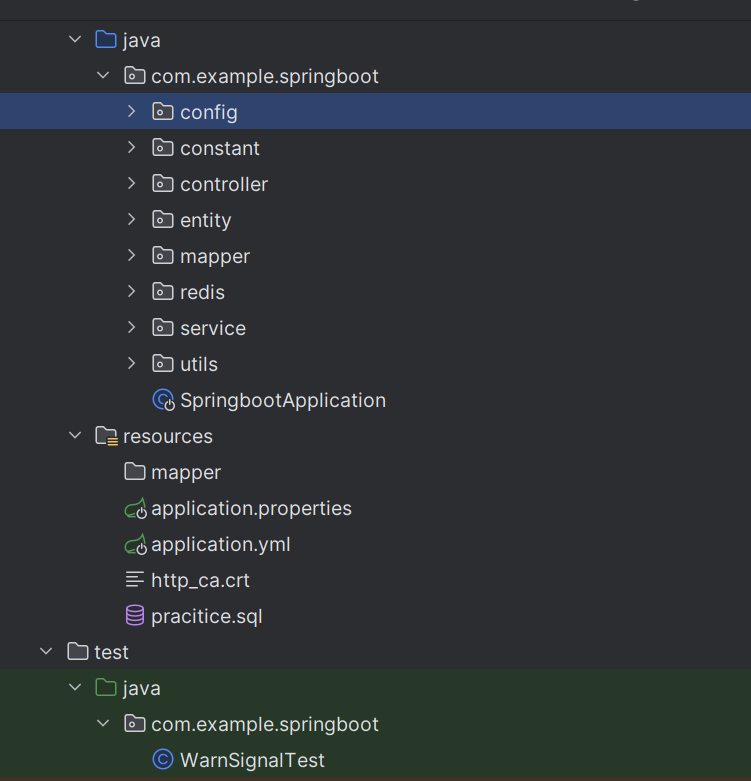 java
com.example.springboot
config
constant
controller
entity
mapper
redis
service
utils
SpringbootApplication
resources
mapper
application.properties
application.yml
http_ca.crt
pracitice.sql
test
java
com.example.springboot
WarnSignalTest